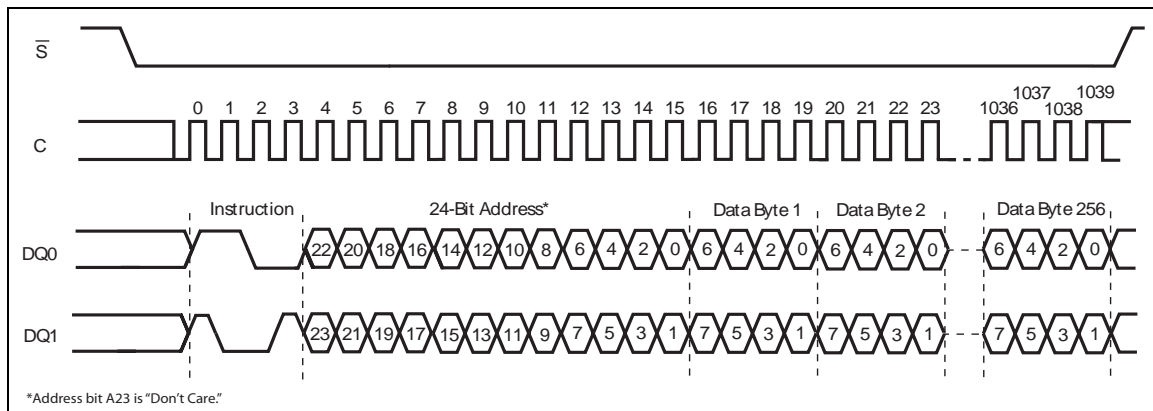 S
0 1 2 3 4 5 6 7 8 9 10 11 12 13 14 15 16 17 18 19 20 21 22 23 1036 1037 1038 1039
C
Instruction 24-Bit Address* Data Byte 1 Data Byte 2 Data Byte 256
DQ0 22 20 18 16 14 12 10 8 6 4 2 0 6 4 2 0 6 4 2 0 6 4 2 0
DQ1 23 21 19 17 15 13 11 9 7 5 3 1 7 5 3 1 7 5 3 1 7 5 3 1
*Address bit A23 is "Don't Care."